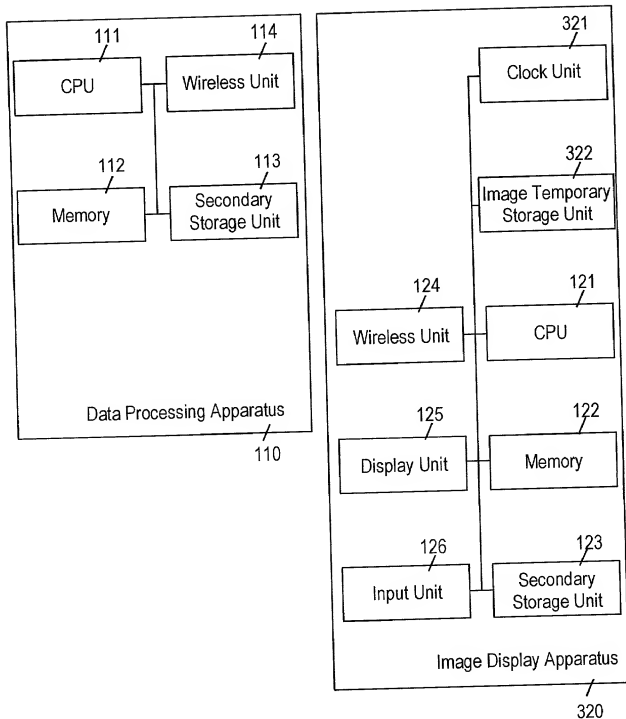 111
114
CPU
Wireless Unit
112
113
Memory
Secondary
Storage Unit
Data Processing Apparatus
110
321
Clock Unit
322
Image Temporary
Storage Unit
124
121
Wireless Unit
CPU
125
122
Display Unit
Memory
126
123
Input Unit
Secondary
Storage Unit
Image Display Apparatus
320